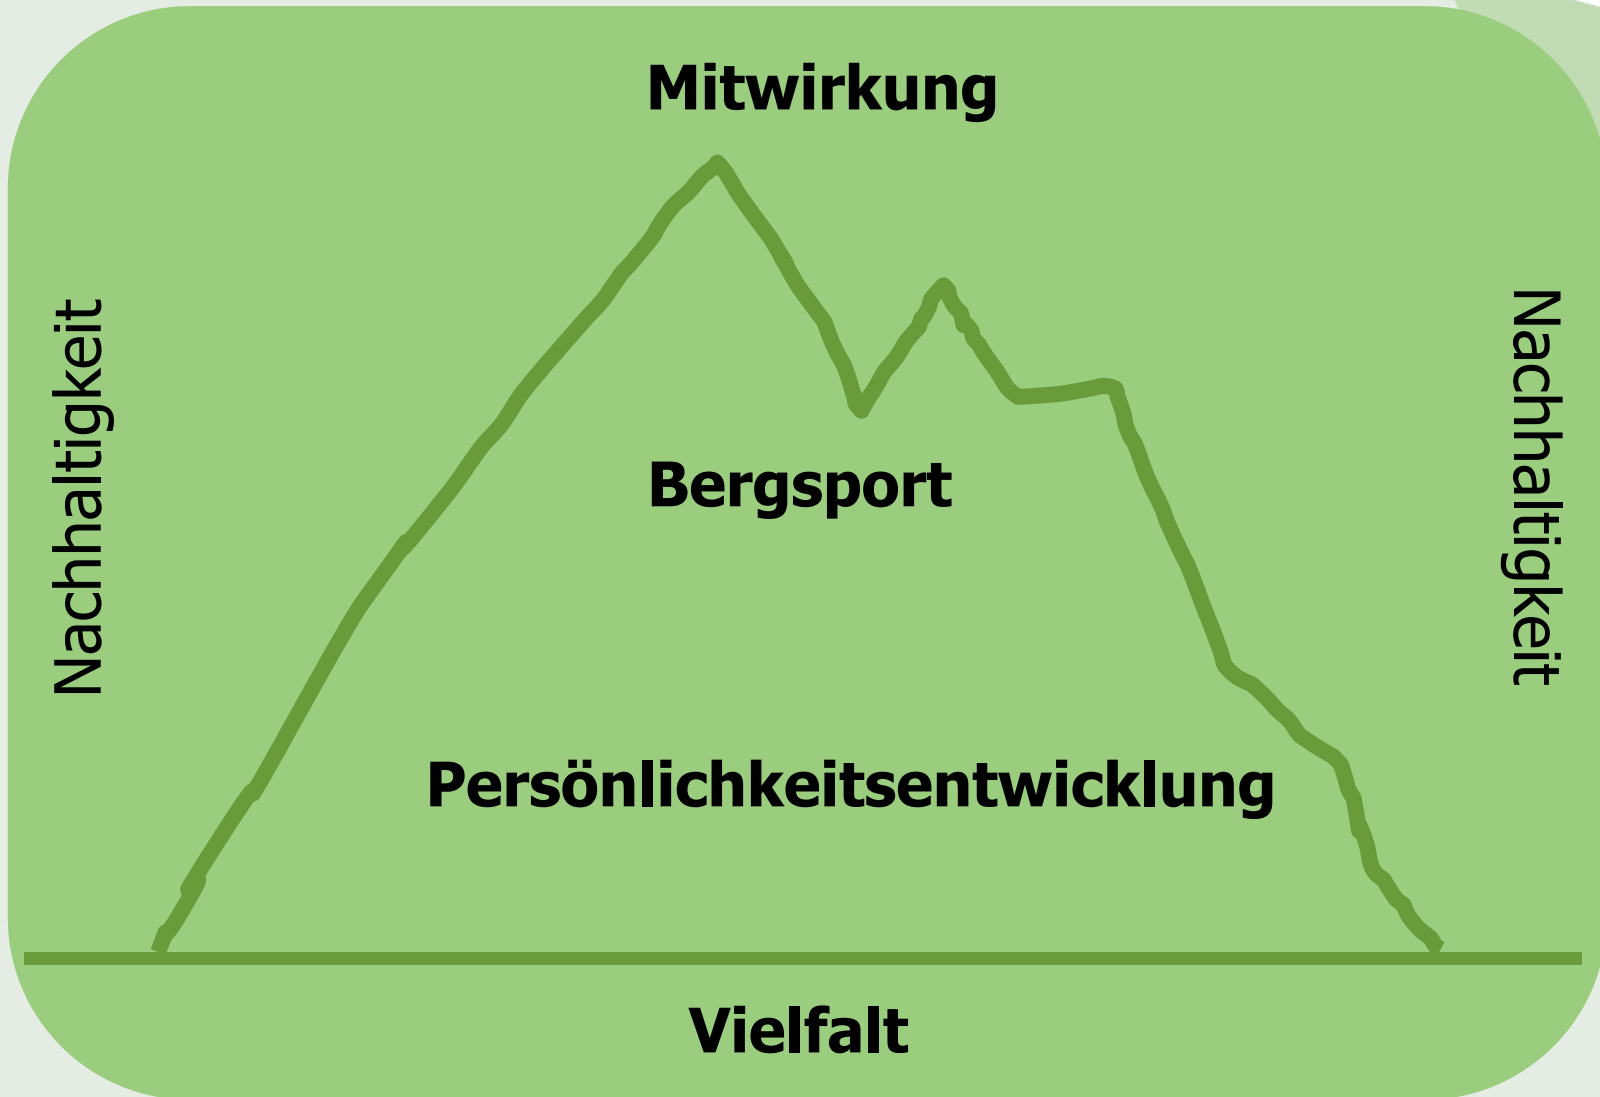 Mitwirkung
Nachhaltigkeit
Nachhaltigkeit
Bergsport
Persönlichkeitsentwicklung
Vielfalt